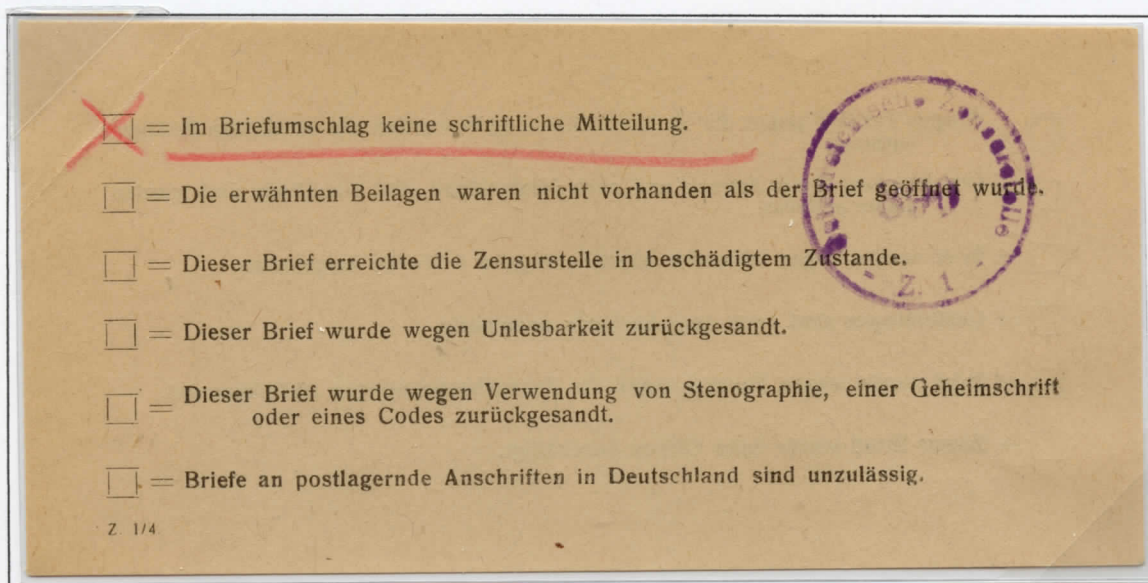 = Im Briefumschlag keine schriftliche Mitteilung.
= Die erwähnten Beilagen waren nicht vorhanden als der Brief geöffnet wurde.
= Dieser Brief erreichte die Zensurstelle in beschädigtem Zustande.
= Dieser Brief wurde wegen Unlesbarkeit zurückgesandt.
= Dieser Brief wurde wegen Verwendung von Stenographie, einer Geheimschrift
oder eines Codes zurückgesandt.
= Briefe an postlagernde Anschriften in Deutschland sind unzulässig.
Z. 1/4
Zensurstelle
- Z. 1 -